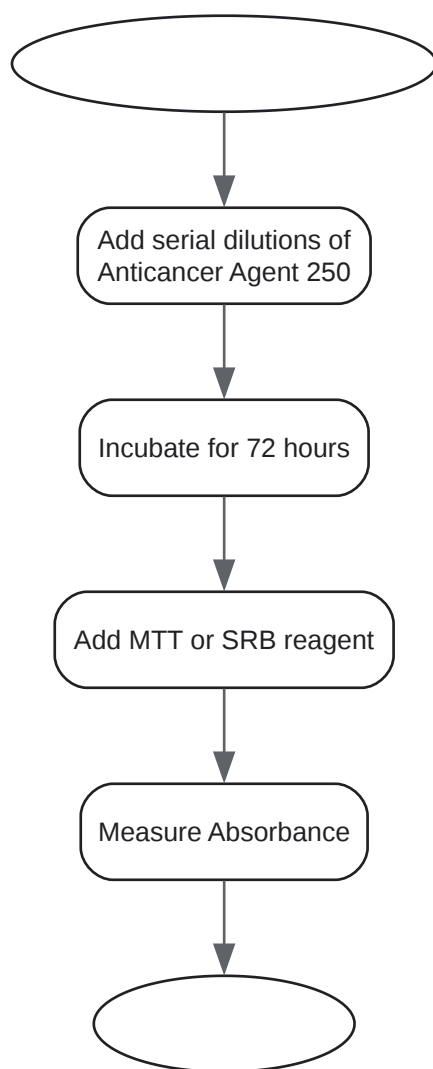 Add serial dilutions of
Anticancer Agent 250
Incubate for 72 hours
Add MTT or SRB reagent
Measure Absorbance